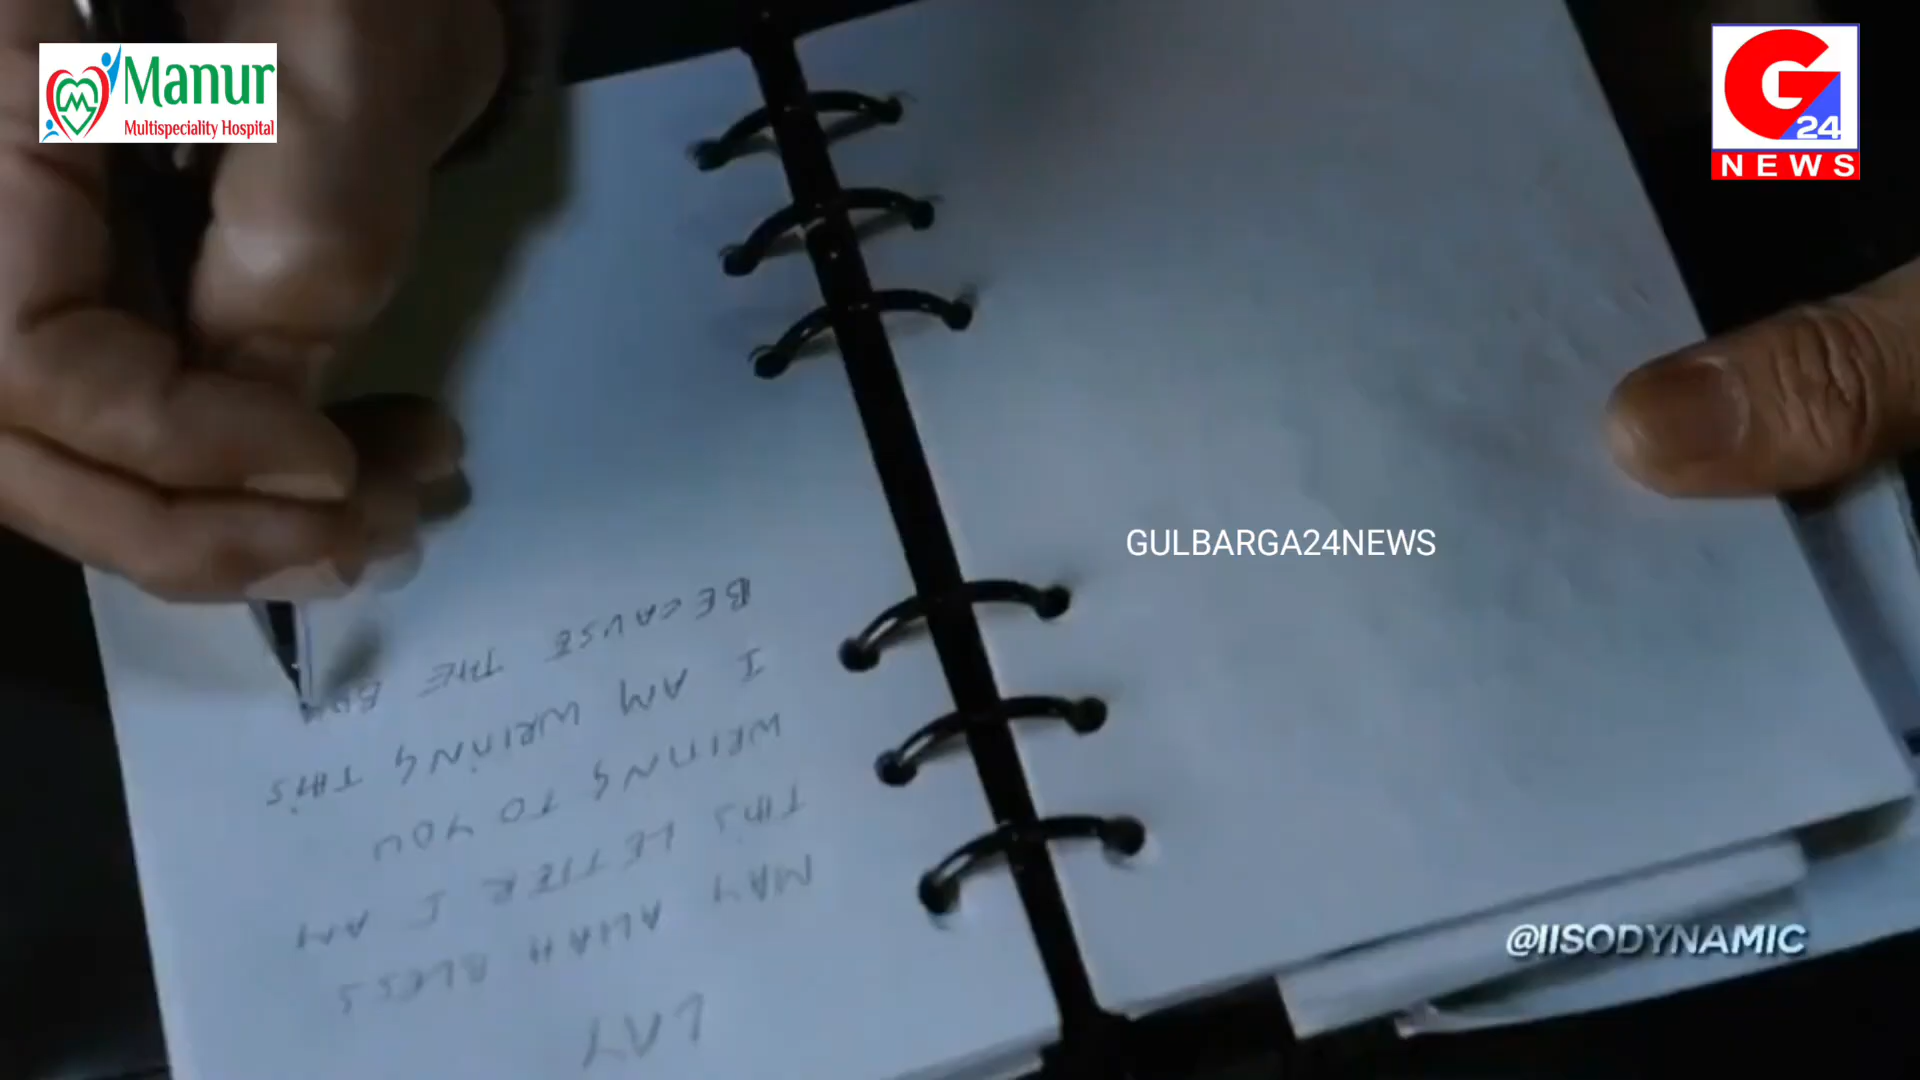 Manur
Multispeciality Hospital
G
24
NEWS
GULBARGA24NEWS
@IISODYNAMIC
LAY
MAY ALLAH BLESS
THIS LETTER I AM
WRITING TO YOU
I AM WRITING THIS
BECAUSE THE